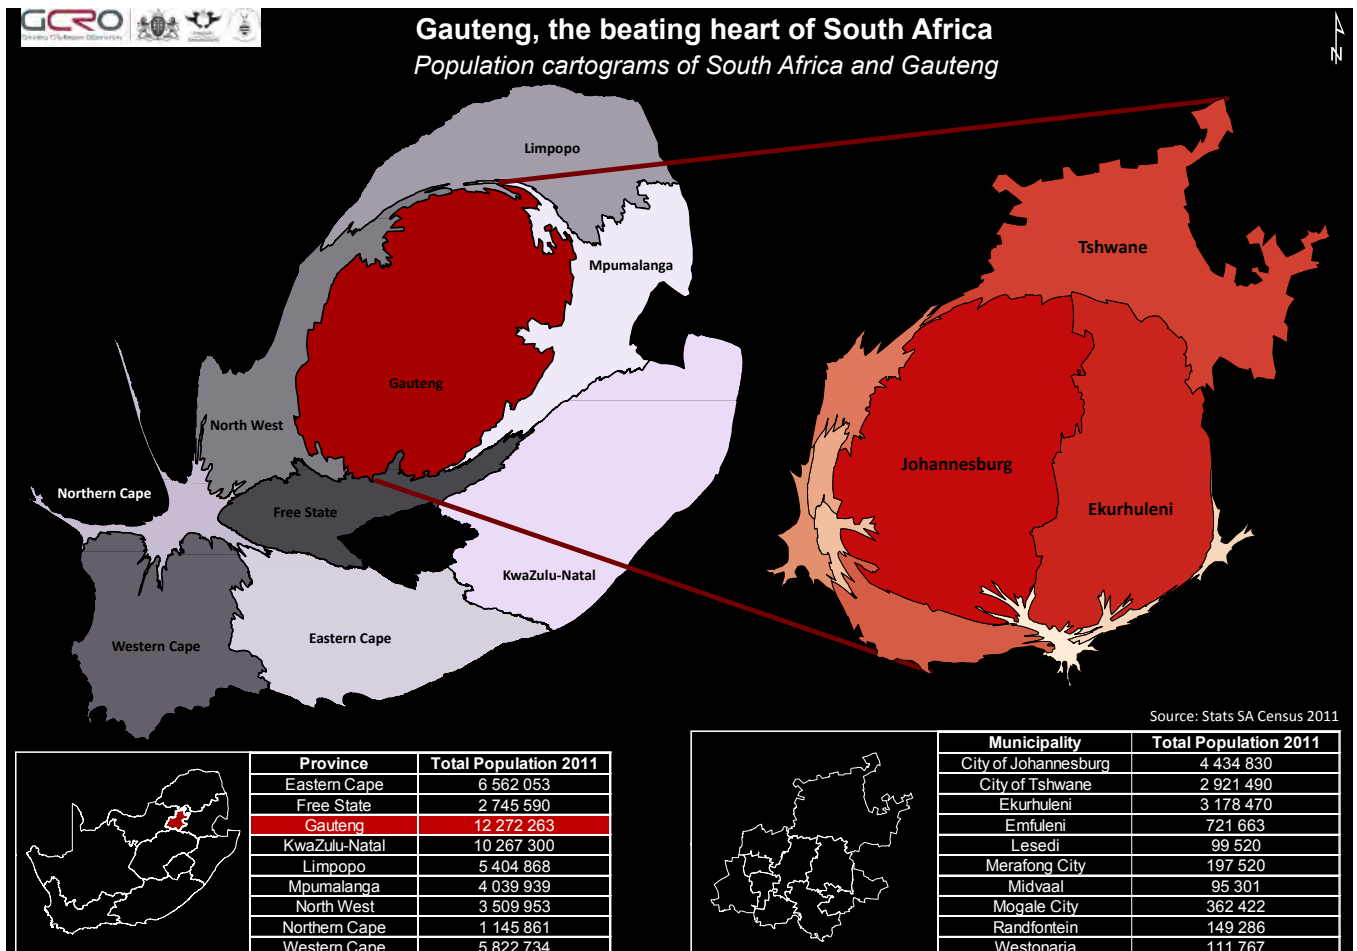 GCRO
Gauteng, the beating heart of South Africa
Population cartograms of South Africa and Gauteng
N
Limpopo
Mpumalanga
Gauteng
North West
Northern Cape
Free State
KwaZulu-Natal
Eastern Cape
Western Cape
Tshwane
Johannesburg
Ekurhuleni
Source: Stats SA Census 2011
Province Total Population 2011
Eastern Cape 6 562 053
Free State 2 745 590
Gauteng 12 272 263
KwaZulu-Natal 10 267 300
Limpopo 5 404 868
Mpumalanga 4 039 939
North West 3 509 953
Northern Cape 1 145 861
Western Cape 5 822 734
Municipality Total Population 2011
City of Johannesburg 4 434 830
City of Tshwane 2 921 490
Ekurhuleni 3 178 470
Emfuleni 721 663
Lesedi 99 520
Merafong City 197 520
Midvaal 95 301
Mogale City 362 422
Randfontein 149 286
Westonaria 111 767